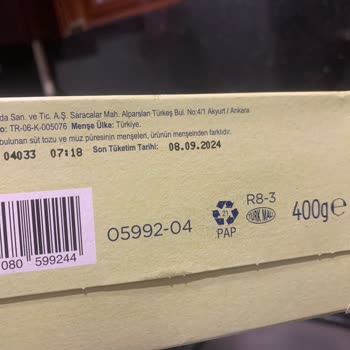 da San. ve Tic. A.Ş. Saracalar Mah. Alparslan Türkeş Bul. No:4/1 Akyurt / Ankara
o: TR-06-K-005076 Menşe Ülke: Türkiye.
bulunan süt tozu ve muz püresinin menşeinden farklıdır.
04033 07:18 Son Tüketim Tarihi: 08.09.2024
080 599244
05992-04
21
PAP
R8-3
TÜRK MALI
400g℮